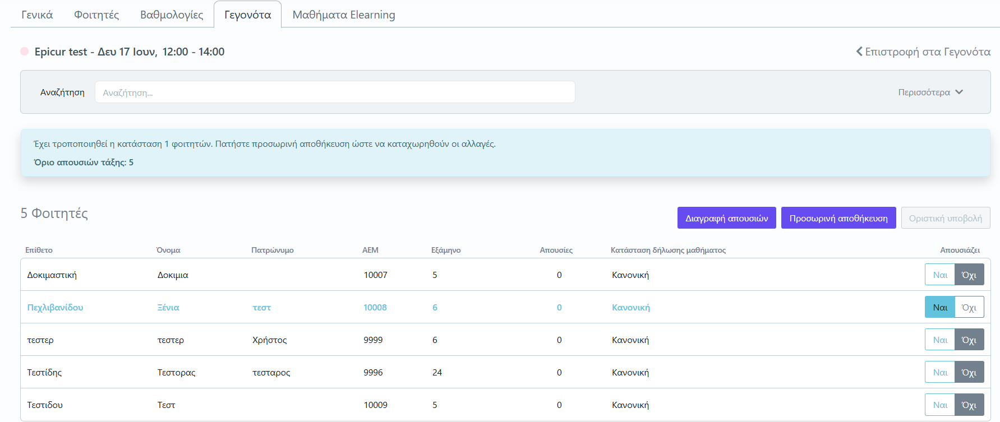 Γενικά Φοιτητές Βαθμολογίες Γεγονότα Μαθήματα Elearning
Epicur test - Δευ 17 Ιουν, 12:00 - 14:00 Επιστροφή στα Γεγονότα
Αναζήτηση Αναζήτηση... Περισσότερα
Έχει τροποποιηθεί η κατάσταση 1 φοιτητών. Πατήστε προσωρινή αποθήκευση ώστε να καταχωρηθούν οι αλλαγές.
Όριο απουσιών τάξης: 5
5 Φοιτητές Διαγραφή απουσιών Προσωρινή αποθήκευση Οριστική υποβολή
Επίθετο Όνομα Πατρώνυμο ΑΕΜ Εξάμηνο Απουσίες Κατάσταση δήλωσης μαθήματος Απουσιάζει
Δοκιμαστική Δοκιμια 10007 5 0 Κανονική Ναι Όχι
Πεχλιβανίδου Ξένια τεστ 10008 6 0 Κανονική Ναι Όχι
τεστερ τεστερ Χρήστος 9999 6 0 Κανονική Ναι Όχι
Τεστίδης Τεστορας τεσταρος 9996 24 0 Κανονική Ναι Όχι
Τεστιδου Τεστ 10009 5 0 Κανονική Ναι Όχι